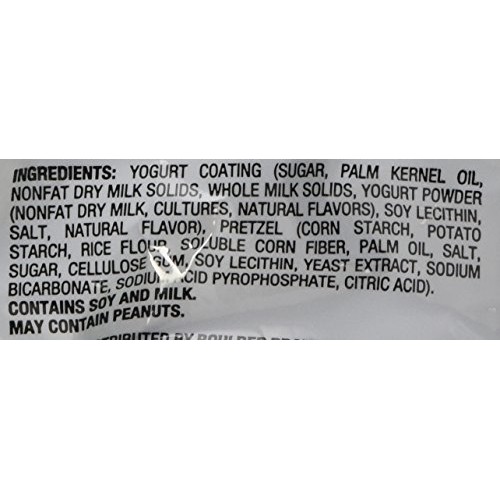 INGREDIENTS: YOGURT COATING (SUGAR, PALM KERNEL OIL,
NONFAT DRY MILK SOLIDS, WHOLE MILK SOLIDS, YOGURT POWDER
(NONFAT DRY MILK, CULTURES, NATURAL FLAVORS), SOY LECITHIN,
SALT, NATURAL FLAVOR), PRETZEL (CORN STARCH, POTATO
STARCH, RICE FLOUR, SOLUBLE CORN FIBER, PALM OIL, SALT,
SUGAR, CELLULOSE GUM, SOY LECITHIN, YEAST EXTRACT, SODIUM
BICARBONATE, SODIUM ACID PYROPHOSPHATE, CITRIC ACID).
CONTAINS SOY AND MILK.
MAY CONTAIN PEANUTS.
DISTRIBUTED BY BOULDER